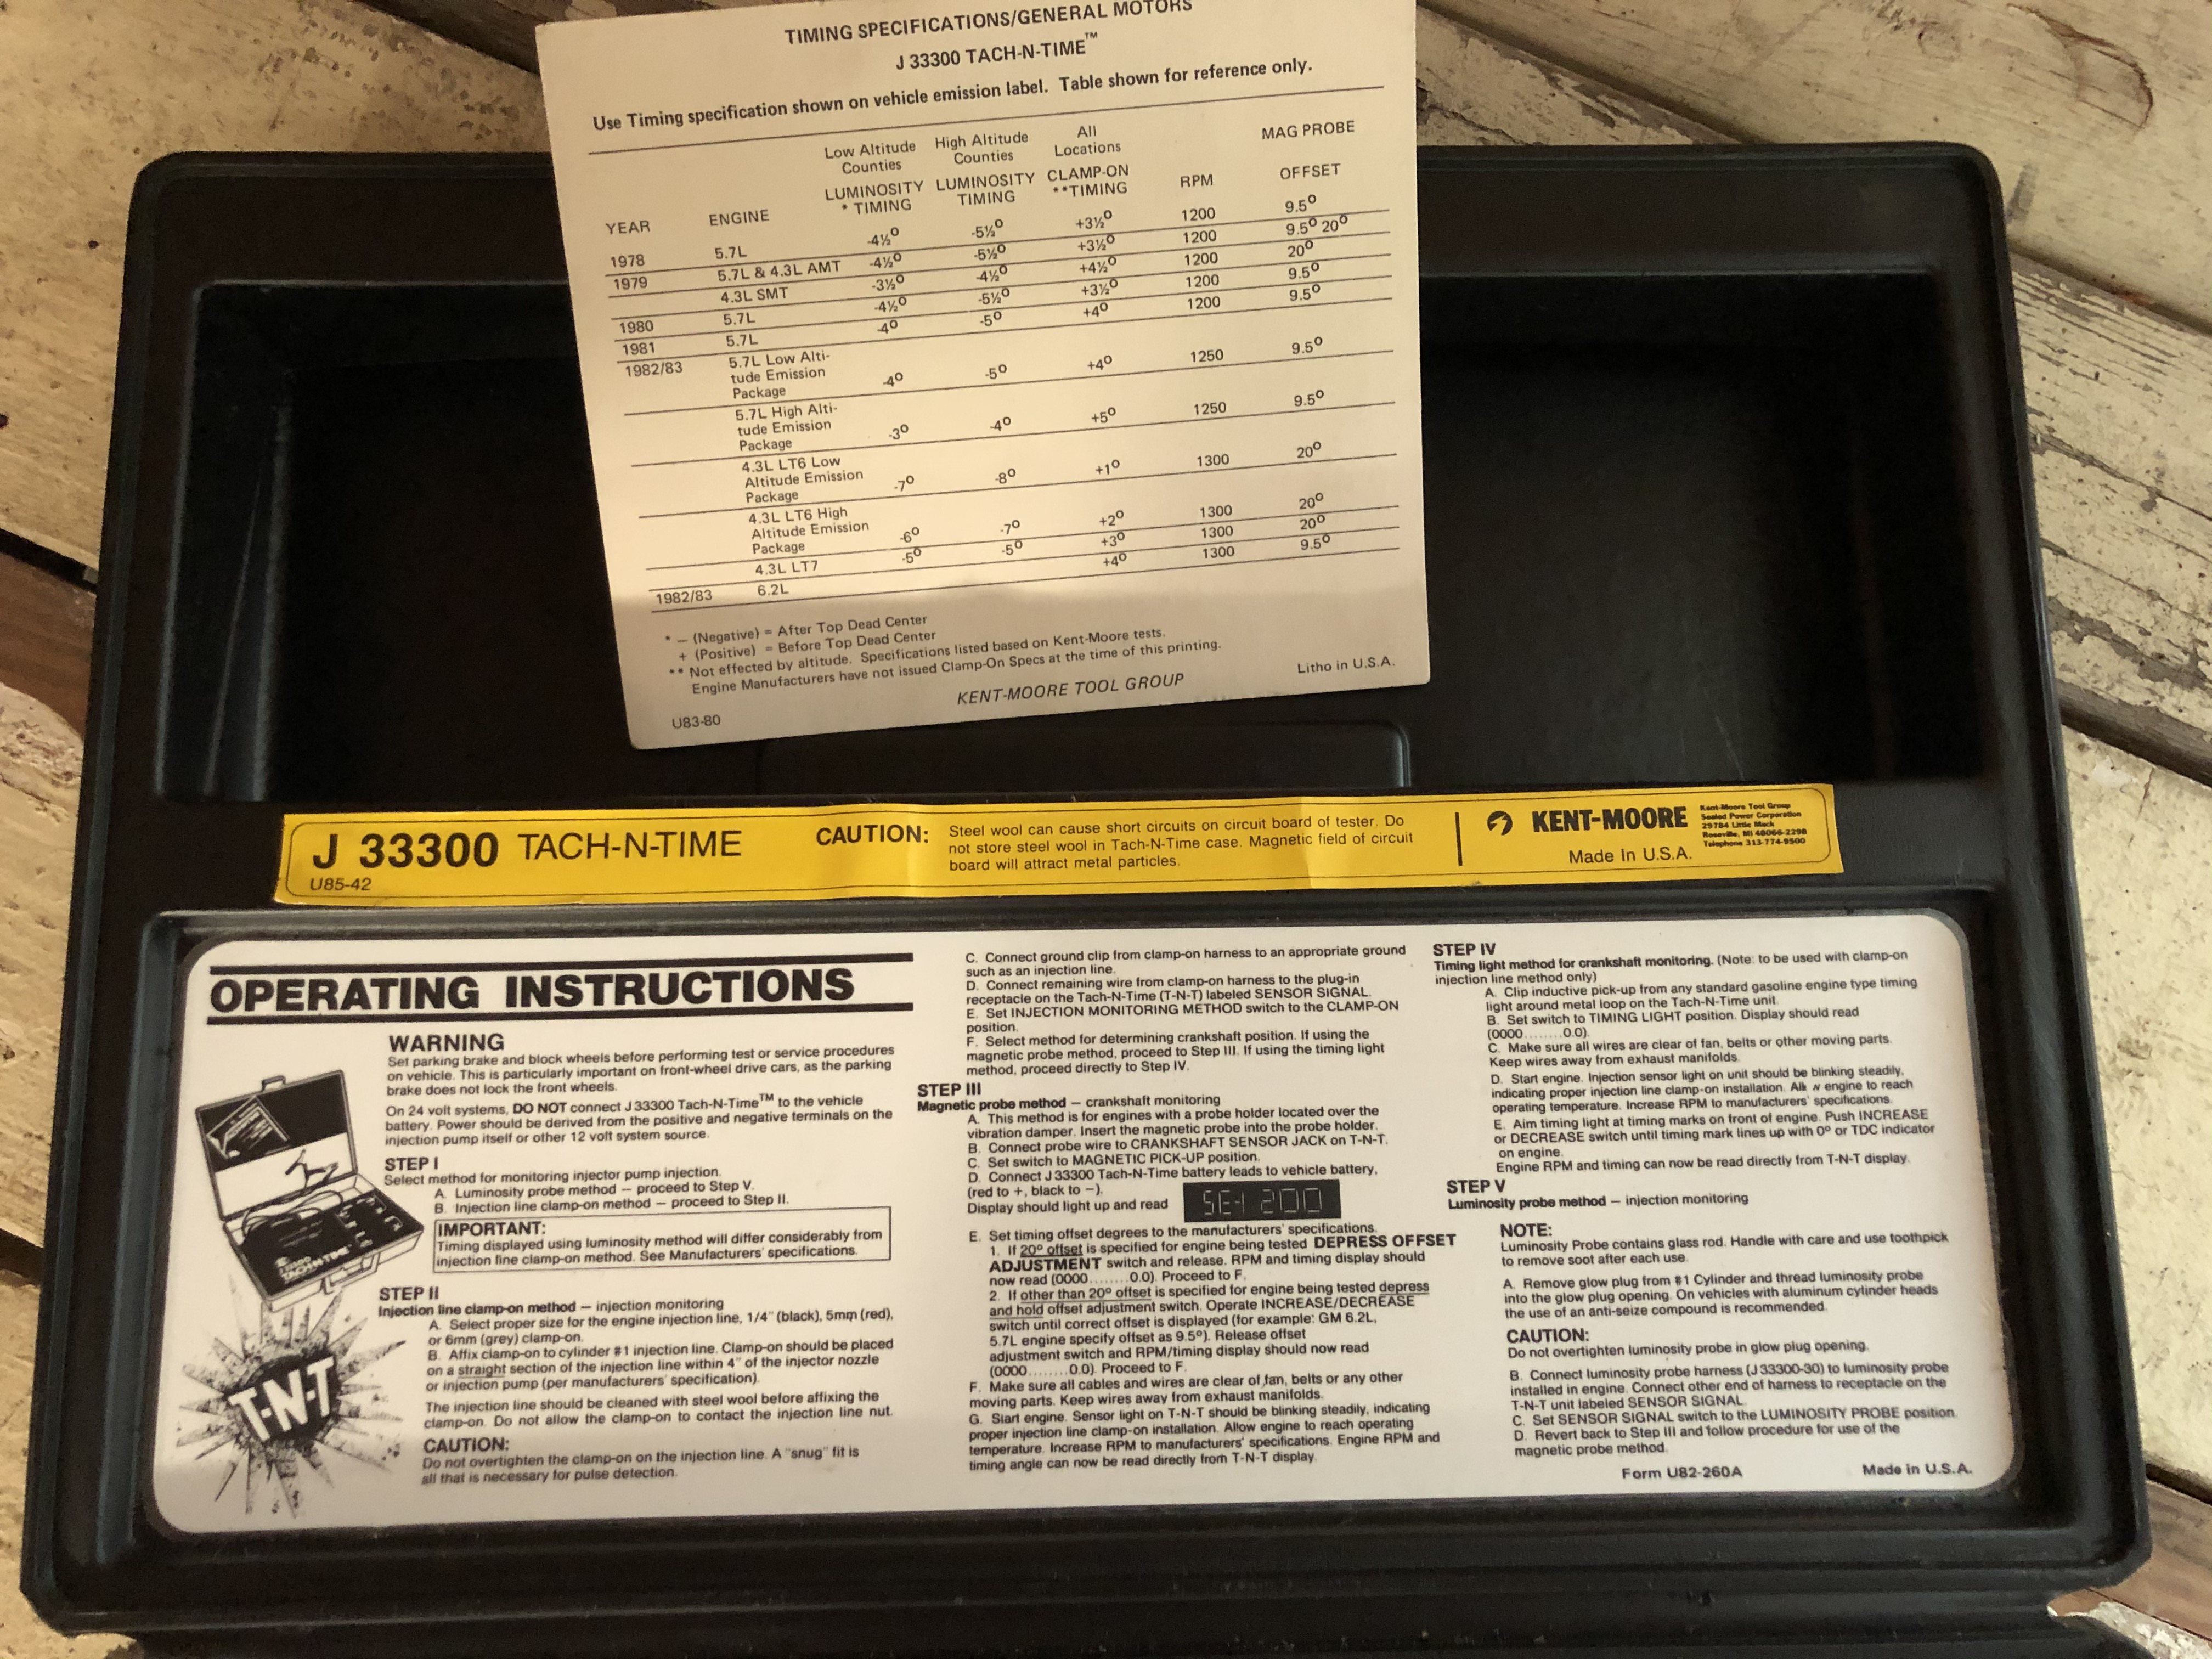 TIMING SPECIFICATIONS/GENERAL MOTORS
J 33300 TACH-N-TIME™
Use Timing specification shown on vehicle emission label. Table shown for reference only.
Low Altitude Counties High Altitude Counties All Locations MAG PROBE
YEAR ENGINE LUMINOSITY * TIMING LUMINOSITY TIMING CLAMP-ON **TIMING RPM OFFSET
1978 5.7L -4½° -5½° +3½° 1200 9.5°
1979 5.7L & 4.3L AMT -4½° -5½° +3½° 1200 9.5° 20°
4.3L SMT -3½° -4½° +4½° 1200 20°
1980 5.7L -4½° -5½° +3½° 1200 9.5°
1981 5.7L -4° -5° +4° 1200 9.5°
1982/83 5.7L Low Alti-
tude Emission
Package -4° -5° +4° 1250 9.5°
5.7L High Alti-
tude Emission
Package -3° -4° +5° 1250 9.5°
4.3L LT6 Low
Altitude Emission
Package -7° -8° +1° 1300 20°
4.3L LT6 High
Altitude Emission
Package -6° -7° +2° 1300 20°
4.3L LT7 -5° -5° +3° 1300 20°
1982/83 6.2L +4° 1300 9.5°
* – (Negative) = After Top Dead Center
+ (Positive) = Before Top Dead Center
** Not effected by altitude. Specifications listed based on Kent-Moore tests.
Engine Manufacturers have not issued Clamp-On Specs at the time of this printing.
KENT-MOORE TOOL GROUP
Litho in U.S.A.
U83-80
J 33300 TACH-N-TIME
U85-42
CAUTION: Steel wool can cause short circuits on circuit board of tester. Do
not store steel wool in Tach-N-Time case. Magnetic field of circuit
board will attract metal particles.
KENT-MOORE
Made In U.S.A.
Kent-Moore Tool Group
Sealed Power Corporation
29784 Little Mack
Roseville, MI 48066-2298
Telephone 313-774-9500
OPERATING INSTRUCTIONS
WARNING
Set parking brake and block wheels before performing test or service procedures
on vehicle. This is particularly important on front-wheel drive cars, as the parking
brake does not lock the front wheels.
On 24 volt systems, DO NOT connect J 33300 Tach-N-Time™ to the vehicle
battery. Power should be derived from the positive and negative terminals on the
injection pump itself or other 12 volt system source.
STEP I
Select method for monitoring injector pump injection.
A. Luminosity probe method – proceed to Step V.
B. Injection line clamp-on method – proceed to Step II.
IMPORTANT:
Timing displayed using luminosity method will differ considerably from
injection line clamp-on method. See Manufacturers' specifications.
STEP II
Injection line clamp-on method – injection monitoring
A. Select proper size for the engine injection line, 1/4" (black), 5mm (red),
or 6mm (grey) clamp-on.
B. Affix clamp-on to cylinder #1 injection line. Clamp-on should be placed
on a straight section of the injection line within 4" of the injector nozzle
or injection pump (per manufacturers' specification).
The injection line should be cleaned with steel wool before affixing the
clamp-on. Do not allow the clamp-on to contact the injection line nut.
CAUTION:
Do not overtighten the clamp-on on the injection line. A "snug" fit is
all that is necessary for pulse detection.
T-N-T
C. Connect ground clip from clamp-on harness to an appropriate ground
such as an injection line.
D. Connect remaining wire from clamp-on harness to the plug-in
receptacle on the Tach-N-Time (T-N-T) labeled SENSOR SIGNAL.
E. Set INJECTION MONITORING METHOD switch to the CLAMP-ON
position.
F. Select method for determining crankshaft position. If using the
magnetic probe method, proceed to Step III. If using the timing light
method, proceed directly to Step IV.
STEP III
Magnetic probe method – crankshaft monitoring
A. This method is for engines with a probe holder located over the
vibration damper. Insert the magnetic probe into the probe holder.
B. Connect probe wire to CRANKSHAFT SENSOR JACK on T-N-T.
C. Set switch to MAGNETIC PICK-UP position.
D. Connect J 33300 Tach-N-Time battery leads to vehicle battery,
(red to +, black to –).
Display should light up and read SE-1 200
E. Set timing offset degrees to the manufacturers' specifications.
1. If 20° offset is specified for engine being tested DEPRESS OFFSET
ADJUSTMENT switch and release. RPM and timing display should
now read (0000........0.0). Proceed to F.
2. If other than 20° offset is specified for engine being tested depress
and hold offset adjustment switch. Operate INCREASE/DECREASE
switch until correct offset is displayed (for example: GM 6.2L,
5.7L engine specify offset as 9.5°). Release offset
adjustment switch and RPM/timing display should now read
(0000........0.0). Proceed to F.
F. Make sure all cables and wires are clear of fan, belts or any other
moving parts. Keep wires away from exhaust manifolds.
G. Start engine. Sensor light on T-N-T should be blinking steadily, indicating
proper injection line clamp-on installation. Allow engine to reach operating
temperature. Increase RPM to manufacturers' specifications. Engine RPM and
timing angle can now be read directly from T-N-T display.
STEP IV
Timing light method for crankshaft monitoring. (Note: to be used with clamp-on
injection line method only)
A. Clip inductive pick-up from any standard gasoline engine type timing
light around metal loop on the Tach-N-Time unit.
B. Set switch to TIMING LIGHT position. Display should read
(0000........0.0).
C. Make sure all wires are clear of fan, belts or other moving parts.
Keep wires away from exhaust manifolds.
D. Start engine. Injection sensor light on unit should be blinking steadily,
indicating proper injection line clamp-on installation. engine to reach
operating temperature. Increase RPM to manufacturers' specifications.
E. Aim timing light at timing marks on front of engine. Push INCREASE
or DECREASE switch until timing mark lines up with 0° or TDC indicator
on engine.
Engine RPM and timing can now be read directly from T-N-T display.
STEP V
Luminosity probe method – injection monitoring
NOTE:
Luminosity Probe contains glass rod. Handle with care and use toothpick
to remove soot after each use.
A. Remove glow plug from #1 Cylinder and thread luminosity probe
into the glow plug opening. On vehicles with aluminum cylinder heads
the use of an anti-seize compound is recommended.
CAUTION:
Do not overtighten luminosity probe in glow plug opening.
B. Connect luminosity probe harness (J 33300-30) to luminosity probe
installed in engine. Connect other end of harness to receptacle on the
T-N-T unit labeled SENSOR SIGNAL.
C. Set SENSOR SIGNAL switch to the LUMINOSITY PROBE position.
D. Revert back to Step III and follow procedure for use of the
magnetic probe method.
Form U82-260A Made in U.S.A.